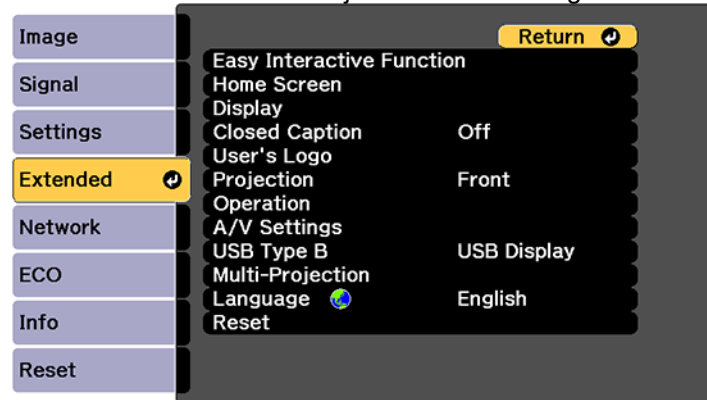 Image
Signal
Settings
Extended
Network
ECO
Info
Reset
Return
Easy Interactive Function
Home Screen
Display
Closed Caption Off
User's Logo
Projection Front
Operation
A/V Settings
USB Type B USB Display
Multi-Projection
Language English
Reset